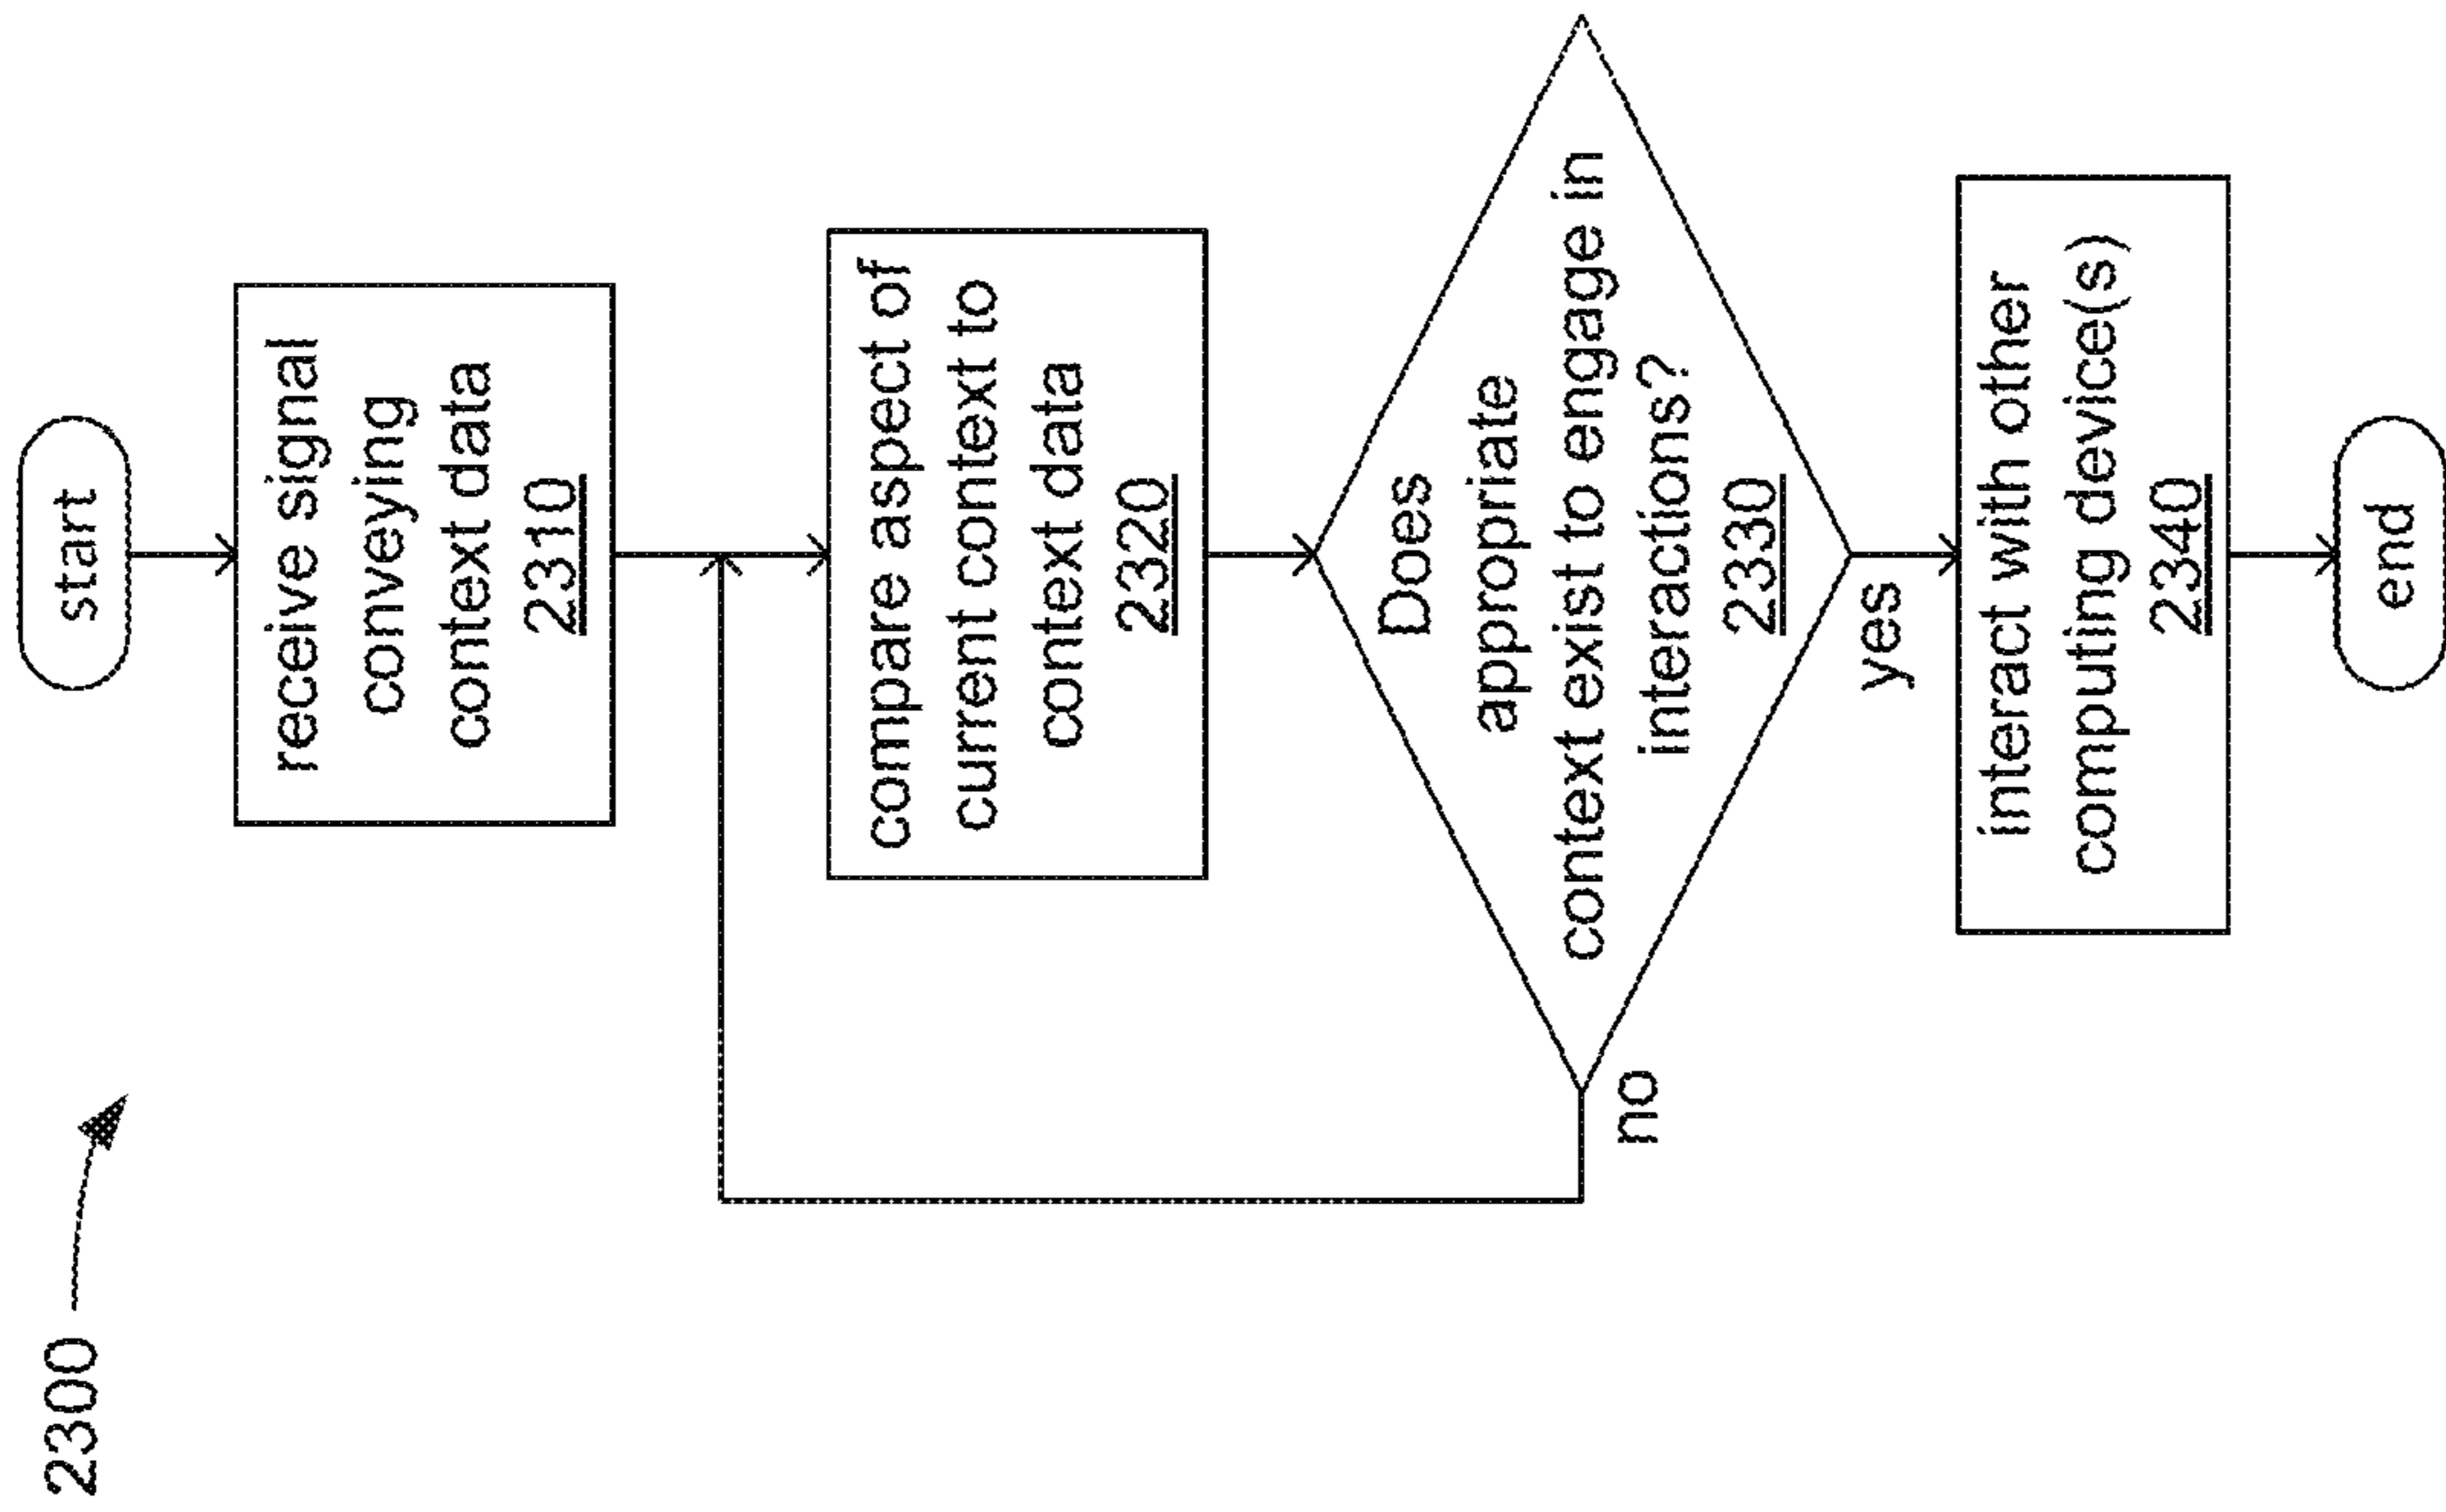 2300
start
receive signal
conveying
context data
2310
compare aspect of
current context to
context data
2320
Does
appropriate
context exist to engage in
interactions?
2330
no
yes
interact with other
computing device(s)
2340
end